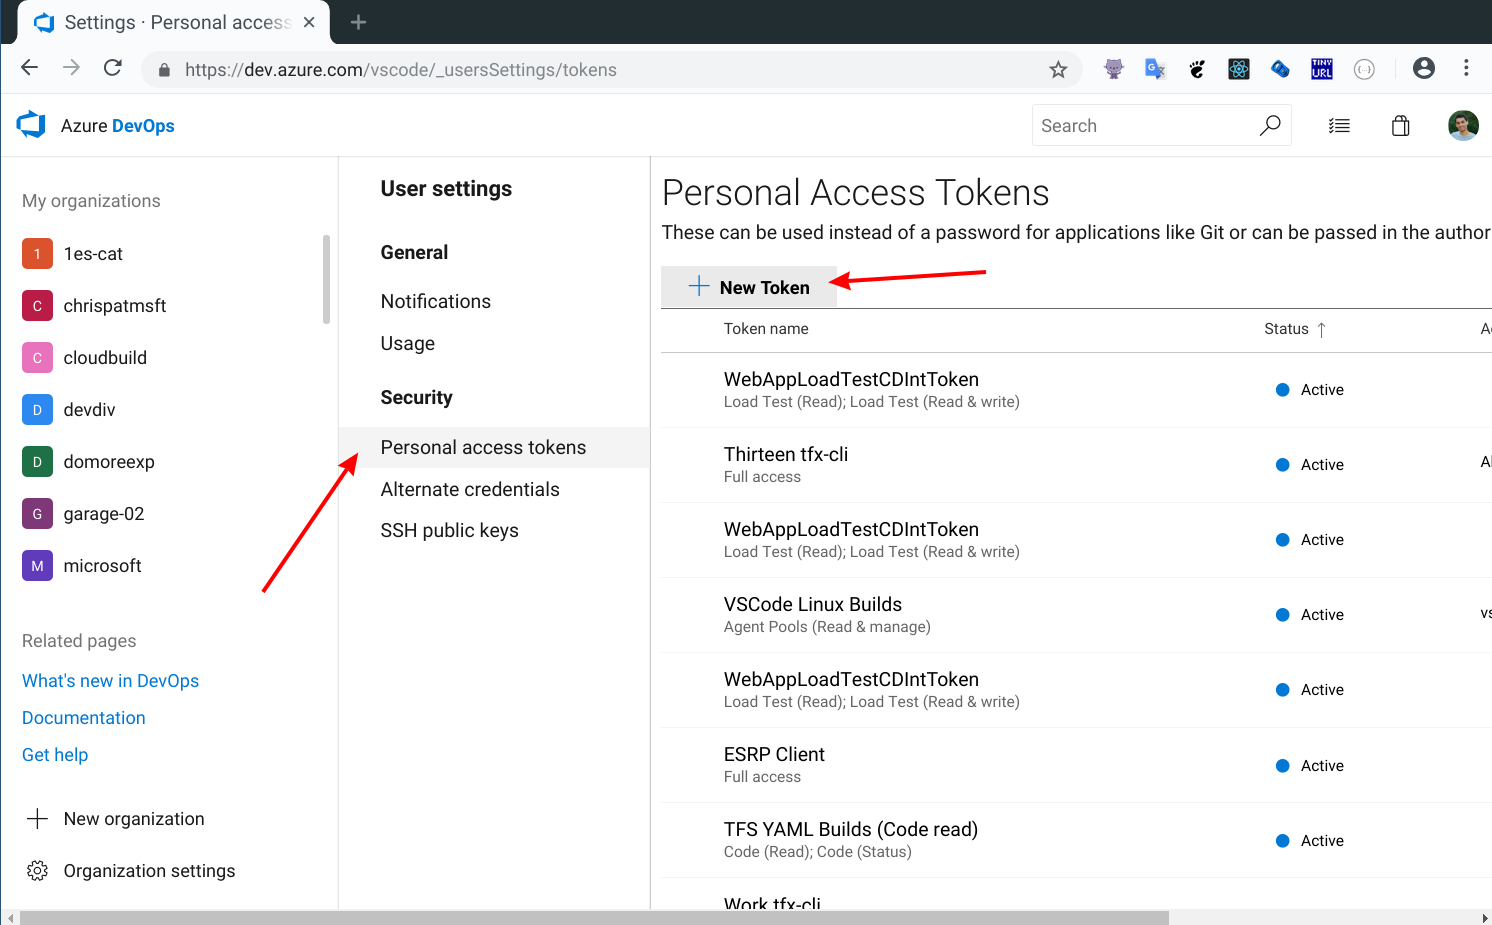 Settings · Personal access
https://dev.azure.com/vscode/_usersSettings/tokens
TINY
URL
Azure DevOps
Search
My organizations
1 1es-cat
C chrispatmsft
C cloudbuild
D devdiv
D domoreexp
G garage-02
M microsoft
Related pages
What's new in DevOps
Documentation
Get help
New organization
Organization settings
User settings
General
Notifications
Usage
Security
Personal access tokens
Alternate credentials
SSH public keys
Personal Access Tokens
These can be used instead of a password for applications like Git or can be passed in the author
New Token
Token name Status ↑
WebAppLoadTestCDIntToken
Load Test (Read); Load Test (Read & write)
Active
Thirteen tfx-cli
Full access
Active
WebAppLoadTestCDIntToken
Load Test (Read); Load Test (Read & write)
Active
VSCode Linux Builds
Agent Pools (Read & manage)
Active
vs
WebAppLoadTestCDIntToken
Load Test (Read); Load Test (Read & write)
Active
ESRP Client
Full access
Active
TFS YAML Builds (Code read)
Code (Read); Code (Status)
Active
Work tfx-cli